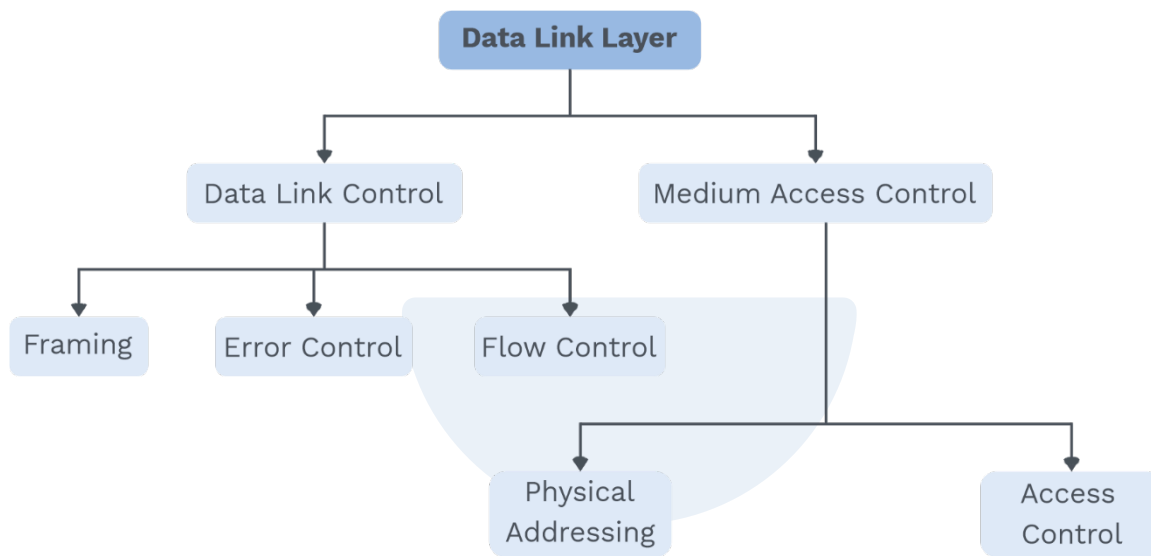 Data Link Layer
Data Link Control
Medium Access Control
Framing
Error Control
Flow Control
Physical
Addressing
Access
Control